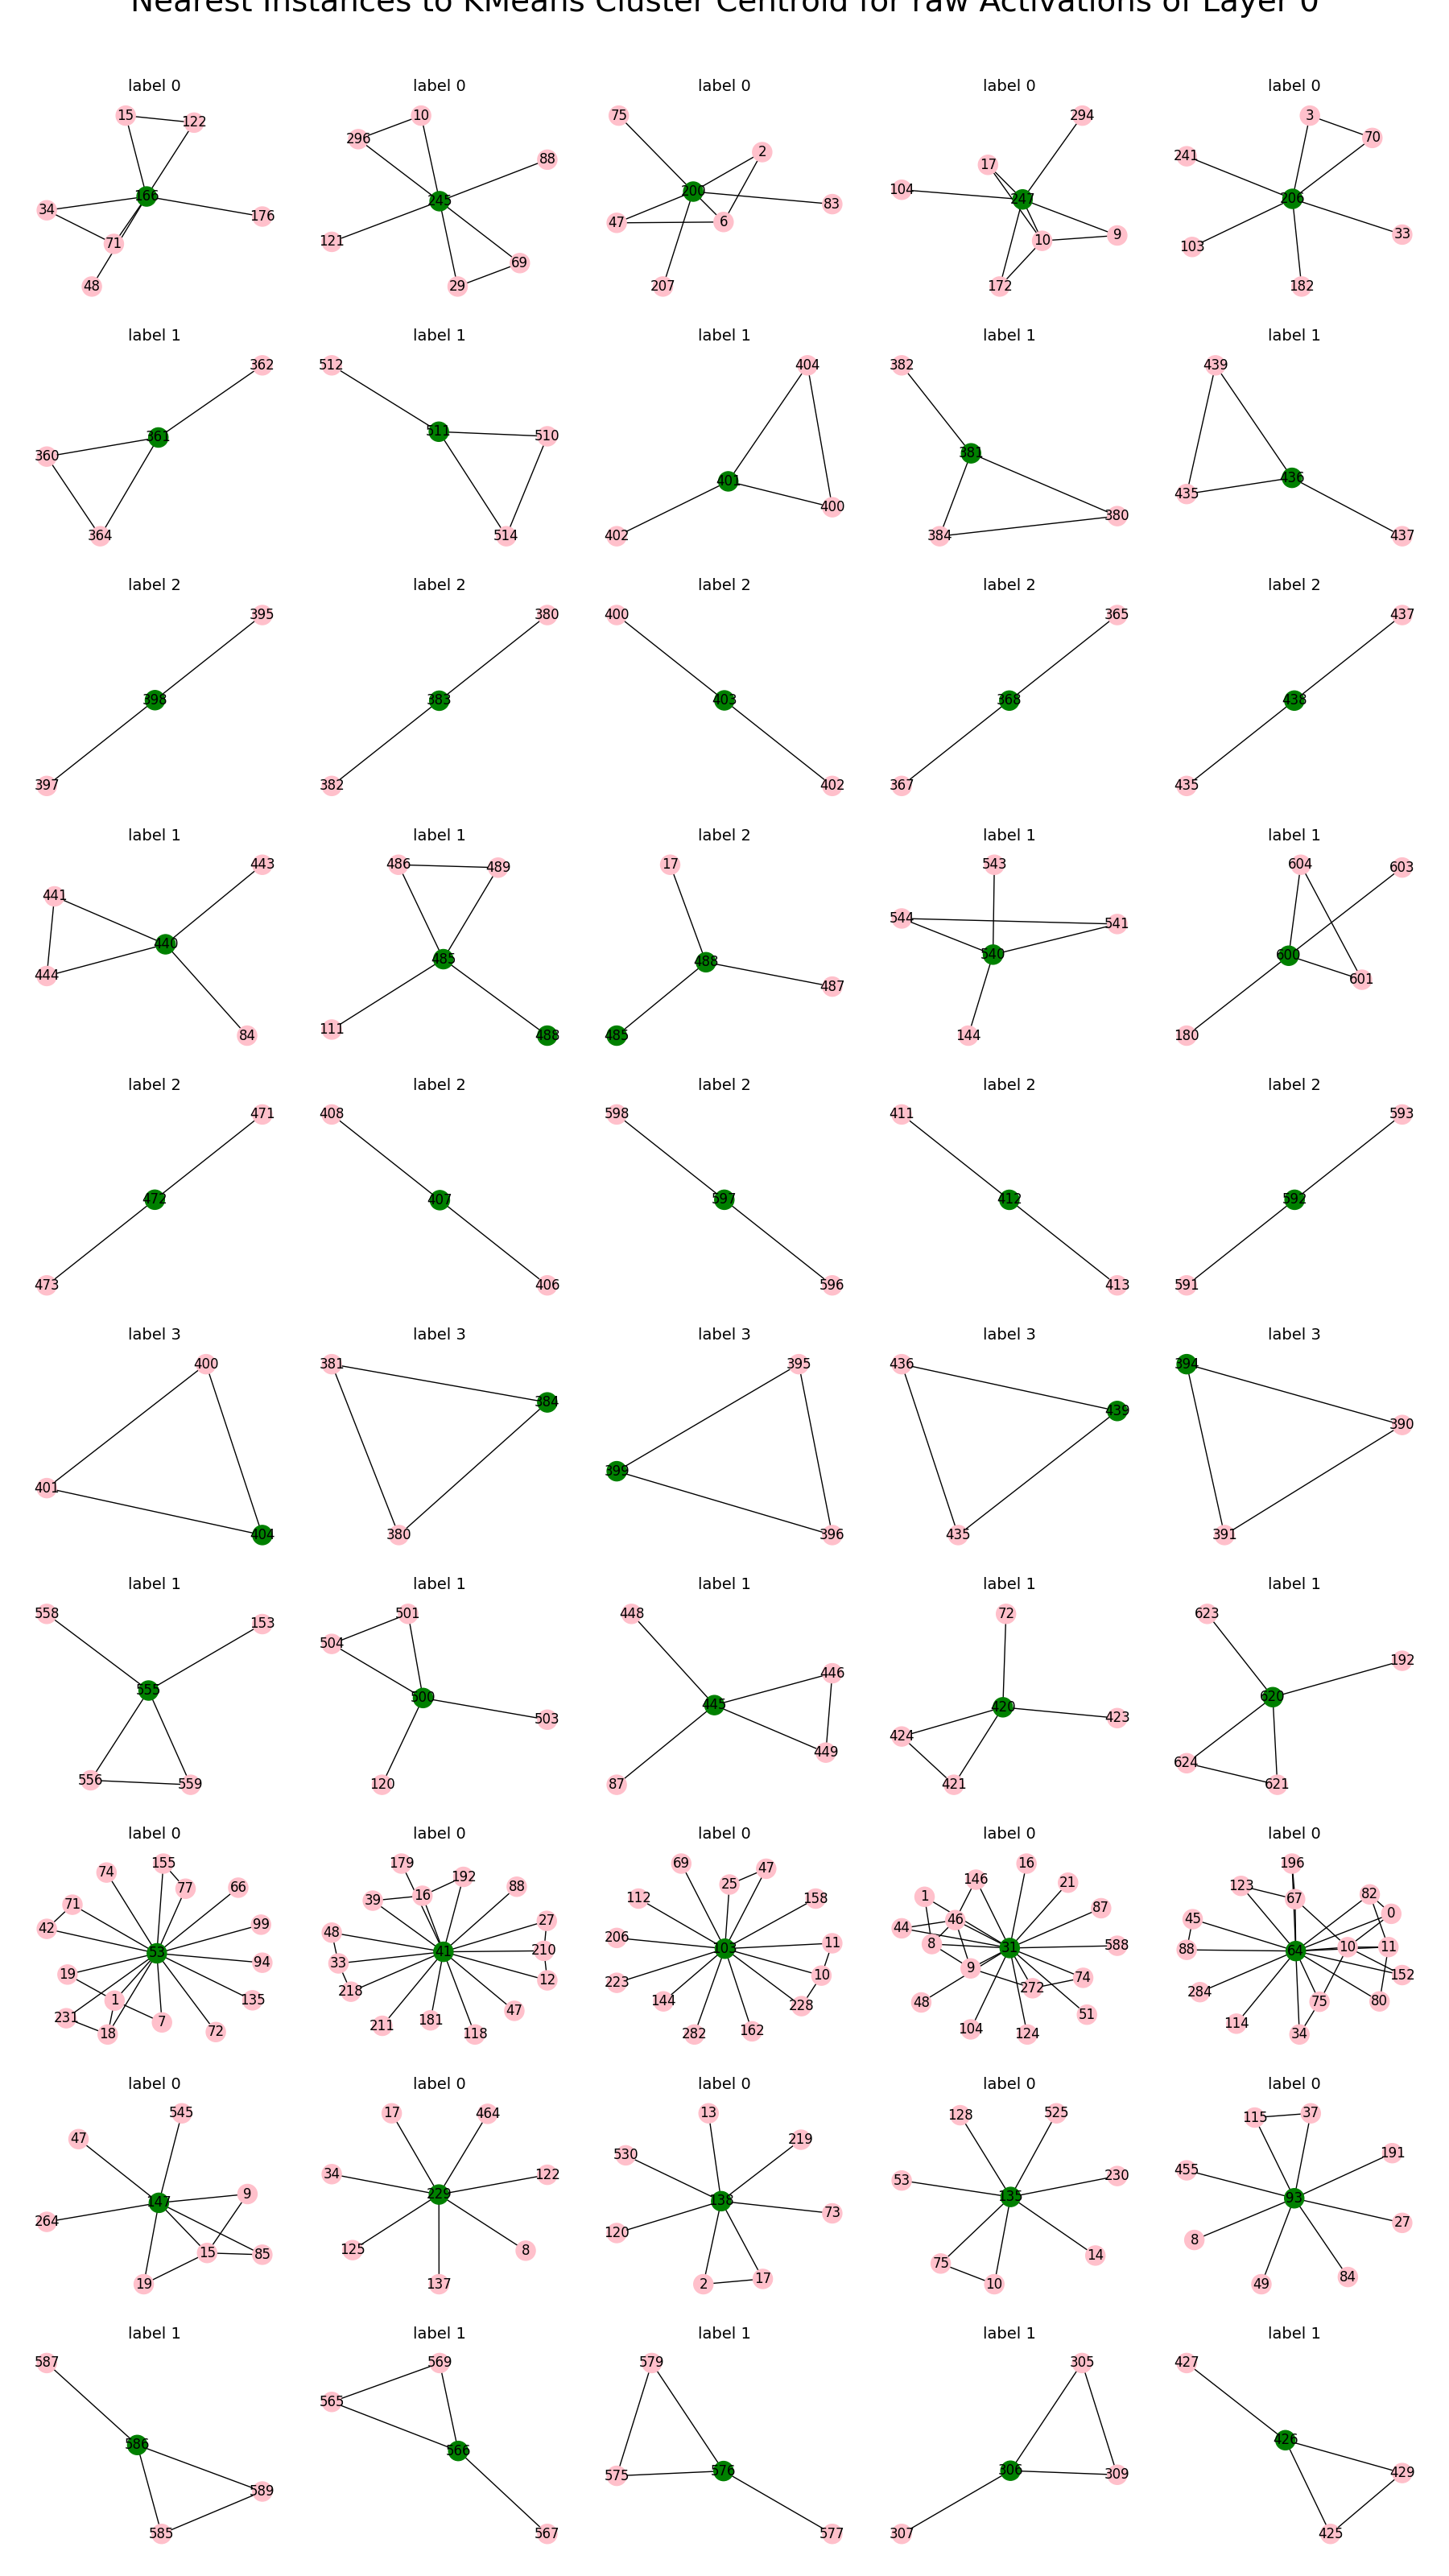 Nearest Instances to KMeans Cluster Centroid for raw Activations of Layer 0
label 0 label 0 label 0 label 0 label 0
15 122 166 34 71 176 48
10 296 88 245 121 69 29
75 2 200 83 47 6 207
294 17 104 247 10 9 172
3 70 241 206 33 103 182
label 1 label 1 label 1 label 1 label 1
362 361 360 364
512 511 510 514
404 401 400 402
382 381 380 384
439 436 435 437
label 2 label 2 label 2 label 2 label 2
395 398 397
380 383 382
400 403 402
365 368 367
437 438 435
label 1 label 1 label 2 label 1 label 1
443 441 440 444 84
486 489 485 111 488
17 488 487 485
543 544 541 540 144
604 603 600 601 180
label 2 label 2 label 2 label 2 label 2
471 472 473
408 407 406
598 597 596
411 412 413
593 592 591
label 3 label 3 label 3 label 3 label 3
400 401 404
381 384 380
395 399 396
436 439 435
394 390 391
label 1 label 1 label 1 label 1 label 1
558 153 555 556 559
501 504 500 503 120
448 446 445 449 87
72 420 423 424 421
623 192 620 624 621
label 0 label 0 label 0 label 0 label 0
155 74 77 66 71 42 99 53 94 19 1 135 231 7 18 72
179 192 16 88 39 27 48 41 210 33 12 218 47 211 181 118
69 47 25 112 158 206 11 103 223 10 144 228 282 162
16 146 21 1 87 46 44 8 31 588 9 74 272 48 51 104 124
196 123 82 67 0 45 88 64 10 11 152 284 75 80 114 34
label 0 label 0 label 0 label 0 label 0
545 47 147 9 264 15 85 19
17 464 34 122 229 125 8 137
13 219 530 138 73 120 17 2
128 525 53 230 135 14 75 10
115 37 191 455 93 27 8 84 49
label 1 label 1 label 1 label 1 label 1
587 586 589 585
569 565 566 567
579 575 576 577
305 306 309 307
427 426 429 425